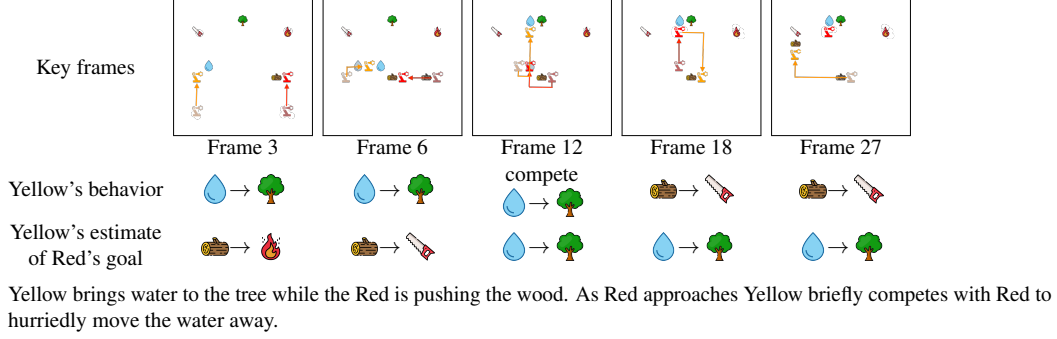 Key frames
Frame 3
Frame 6
Frame 12
Frame 18
Frame 27
Yellow's behavior
compete
Yellow's estimate
of Red's goal
Yellow brings water to the tree while the Red is pushing the wood. As Red approaches Yellow briefly competes with Red to
hurriedly move the water away.